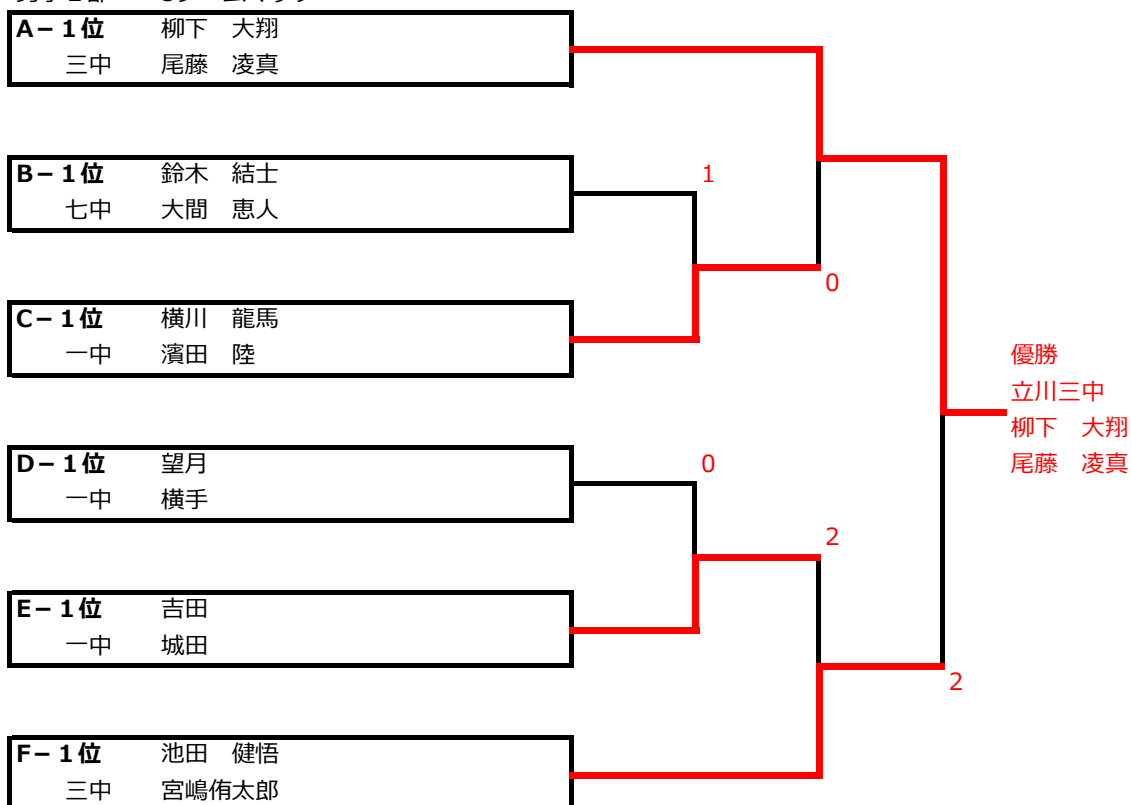 A－１位 柳下　大翔
三中 尾藤　凌真
B－１位 鈴木　結士
七中 大間　恵人
1
0
C－１位 横川　龍馬
一中 濱田　陸
優勝
立川三中
柳下　大翔
尾藤　凌真
D－１位 望月
一中 横手
0
2
E－１位 吉田
一中 城田
2
F－１位 池田　健悟
三中 宮嶋侑太郎